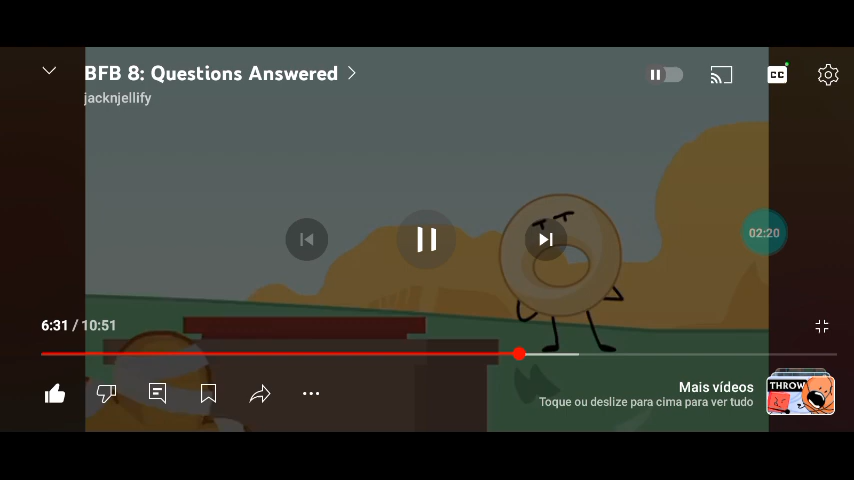 BFB 8: Questions Answered
jacknjellify
CC
02:20
6:31 / 10:51
Mais vídeos
Toque ou deslize para cima para ver tudo
THROW